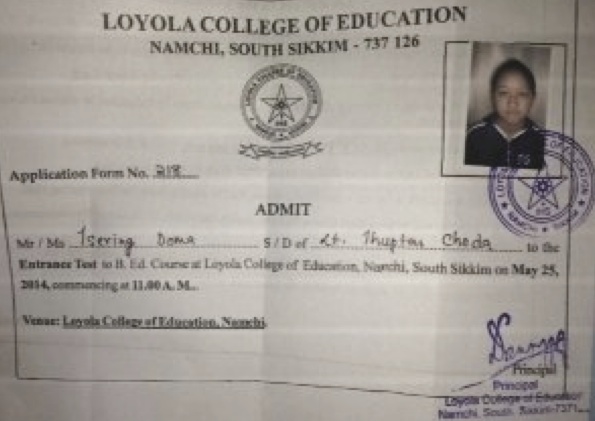 LOYOLA COLLEGE OF EDUCATION
NAMCHI, SOUTH SIKKIM - 737 126
Application Form No. 218
ADMIT
Mr / Ms Tsering Doma S / D of Lt. Thupten Choda to the
Entrance Test to B. Ed. Course at Loyola College of Education, Namchi, South Sikkim on May 25,
2014, commencing at 11.00 A. M..
Venue: Loyola College of Education, Namchi.
Principal
Principal
Loyola College of Education
Namchi, South Sikkim-7371